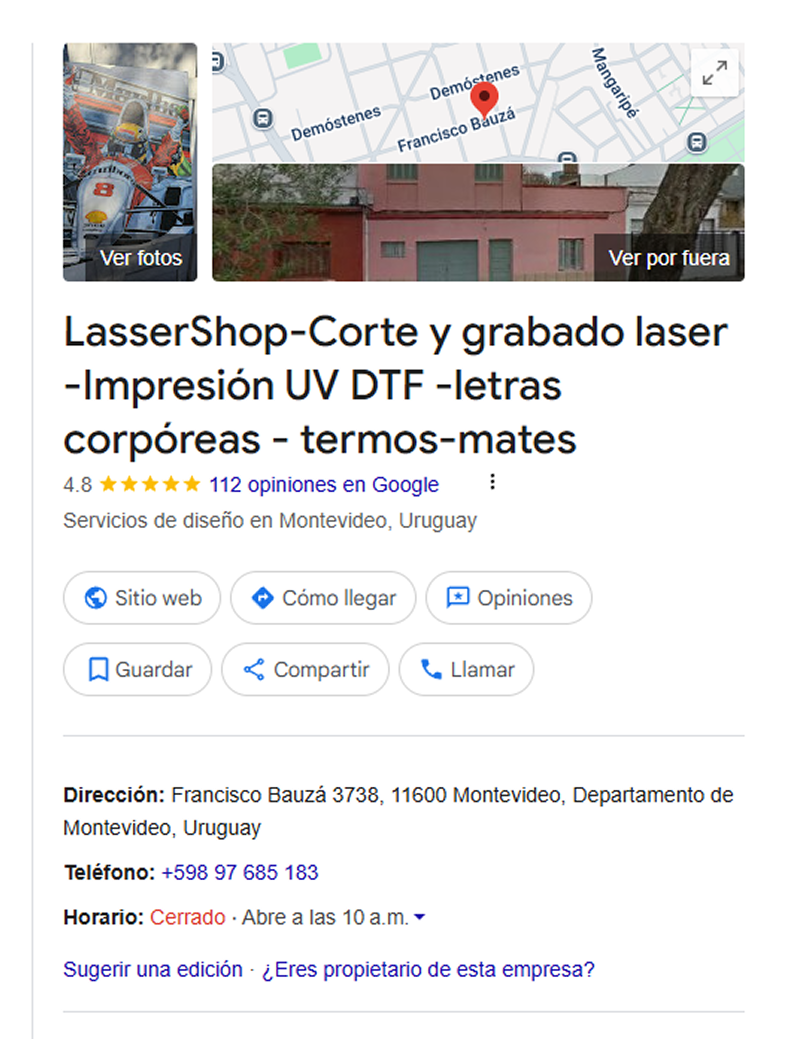 Demóstenes
Demóstenes
Francisco Bauzá
Mangaripé
8
Ver fotos
Ver por fuera
LasserShop-Corte y grabado laser
-Impresión UV DTF -letras
corpóreas - termos-mates
4.8 112 opiniones en Google
Servicios de diseño en Montevideo, Uruguay
Sitio web Cómo llegar Opiniones
Guardar Compartir Llamar
Dirección: Francisco Bauzá 3738, 11600 Montevideo, Departamento de
Montevideo, Uruguay
Teléfono: +598 97 685 183
Horario: Cerrado · Abre a las 10 a.m.
Sugerir una edición · ¿Eres propietario de esta empresa?